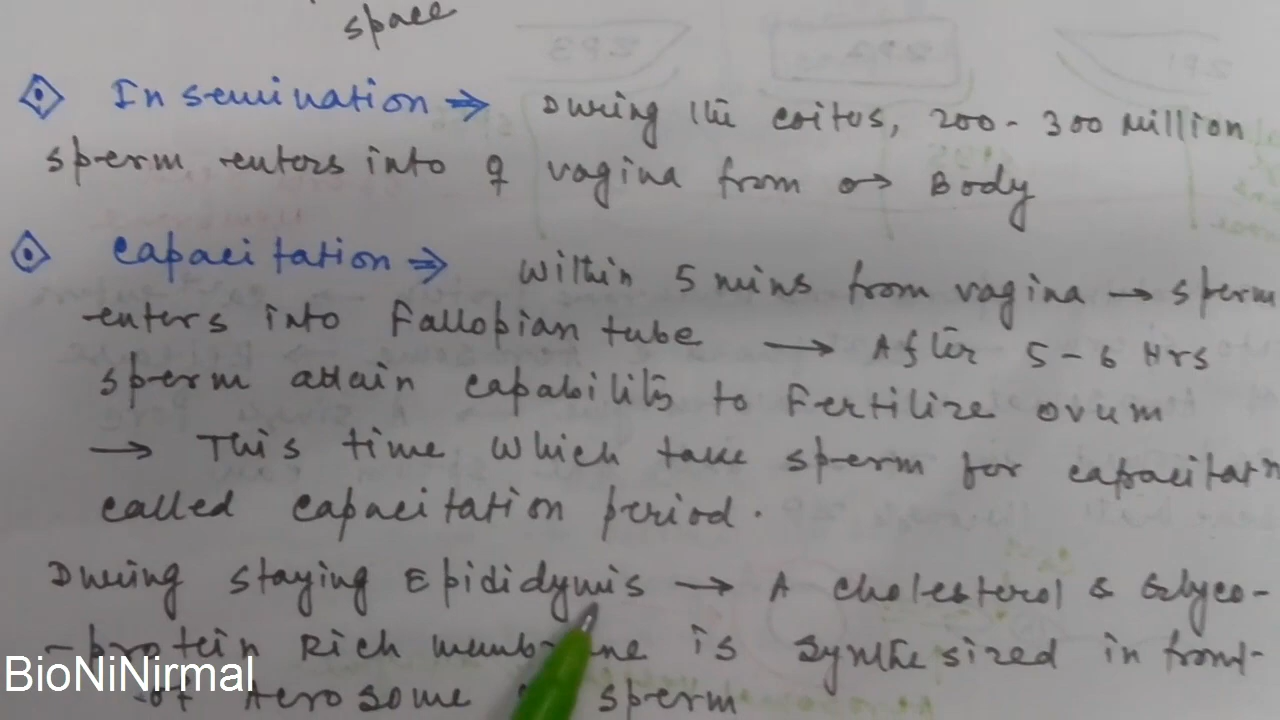 space
Insemination ⇒ During the coitus, 200-300 Million
sperm enters into ♀ vagina from ♂ Body
Capacitation ⇒ Within 5 mins from vagina → sperm
enters into Fallopian tube → After 5-6 Hrs
sperm attain capability to Fertilize ovum
→ This time which take sperm for capacitatn
called capacitation period.
During staying Epididymis → A cholesterol & Glyco-
-protein Rich membrane is synthesized in front-
of Acrosome sperm
BioNiNirmal